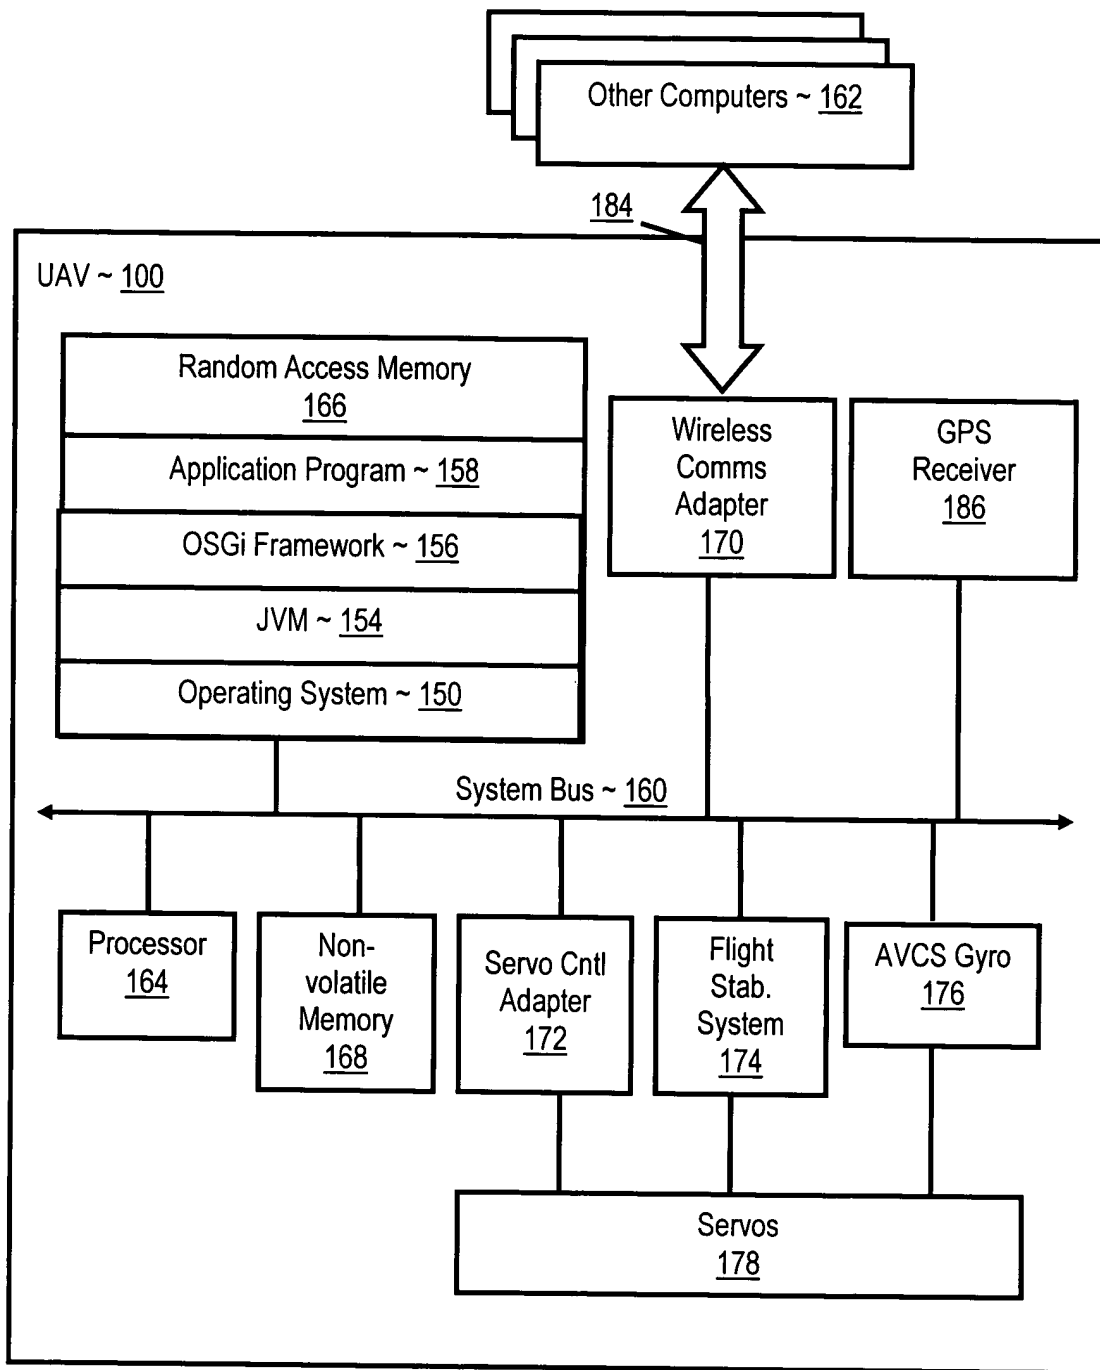 Other Computers ~ 162
184
UAV ~ 100
Random Access Memory
166
Application Program ~ 158
OSGi Framework ~ 156
JVM ~ 154
Operating System ~ 150
Wireless
Comms
Adapter
170
GPS
Receiver
186
System Bus ~ 160
Processor
164
Non-
volatile
Memory
168
Servo Cntl
Adapter
172
Flight
Stab.
System
174
AVCS Gyro
176
Servos
178